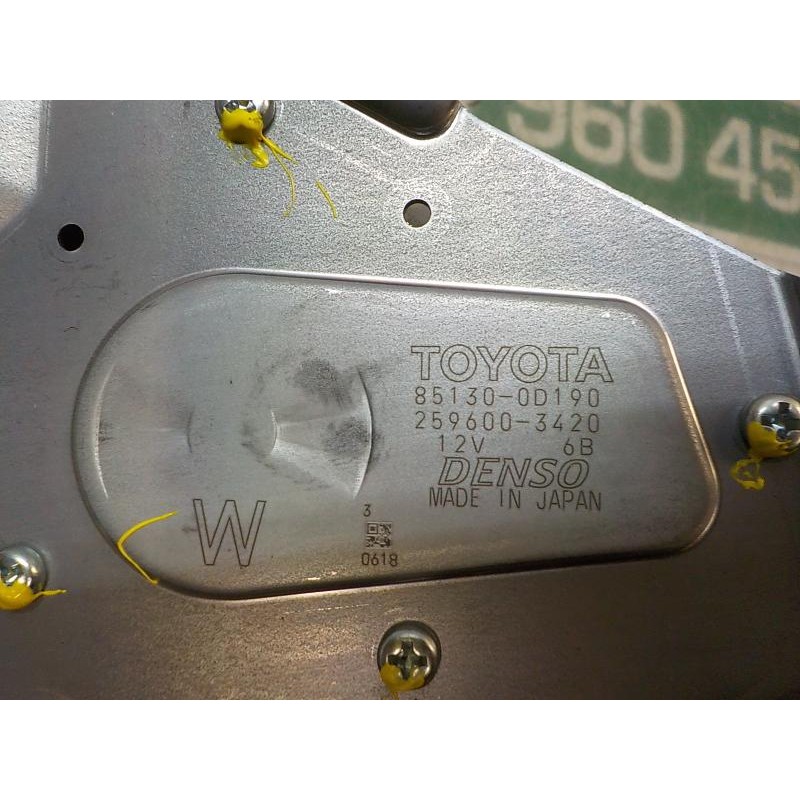 960 45
TOYOTA
85130-0D190
259600-3420
12V 6B
DENSO
MADE IN JAPAN
W
3
0618